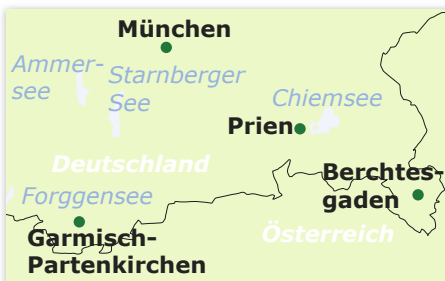 München
Ammer-
see
Starnberger
See
Chiemsee
Prien
Deutschland
Berchtes-
gaden
Forggensee
Österreich
Garmisch-
Partenkirchen